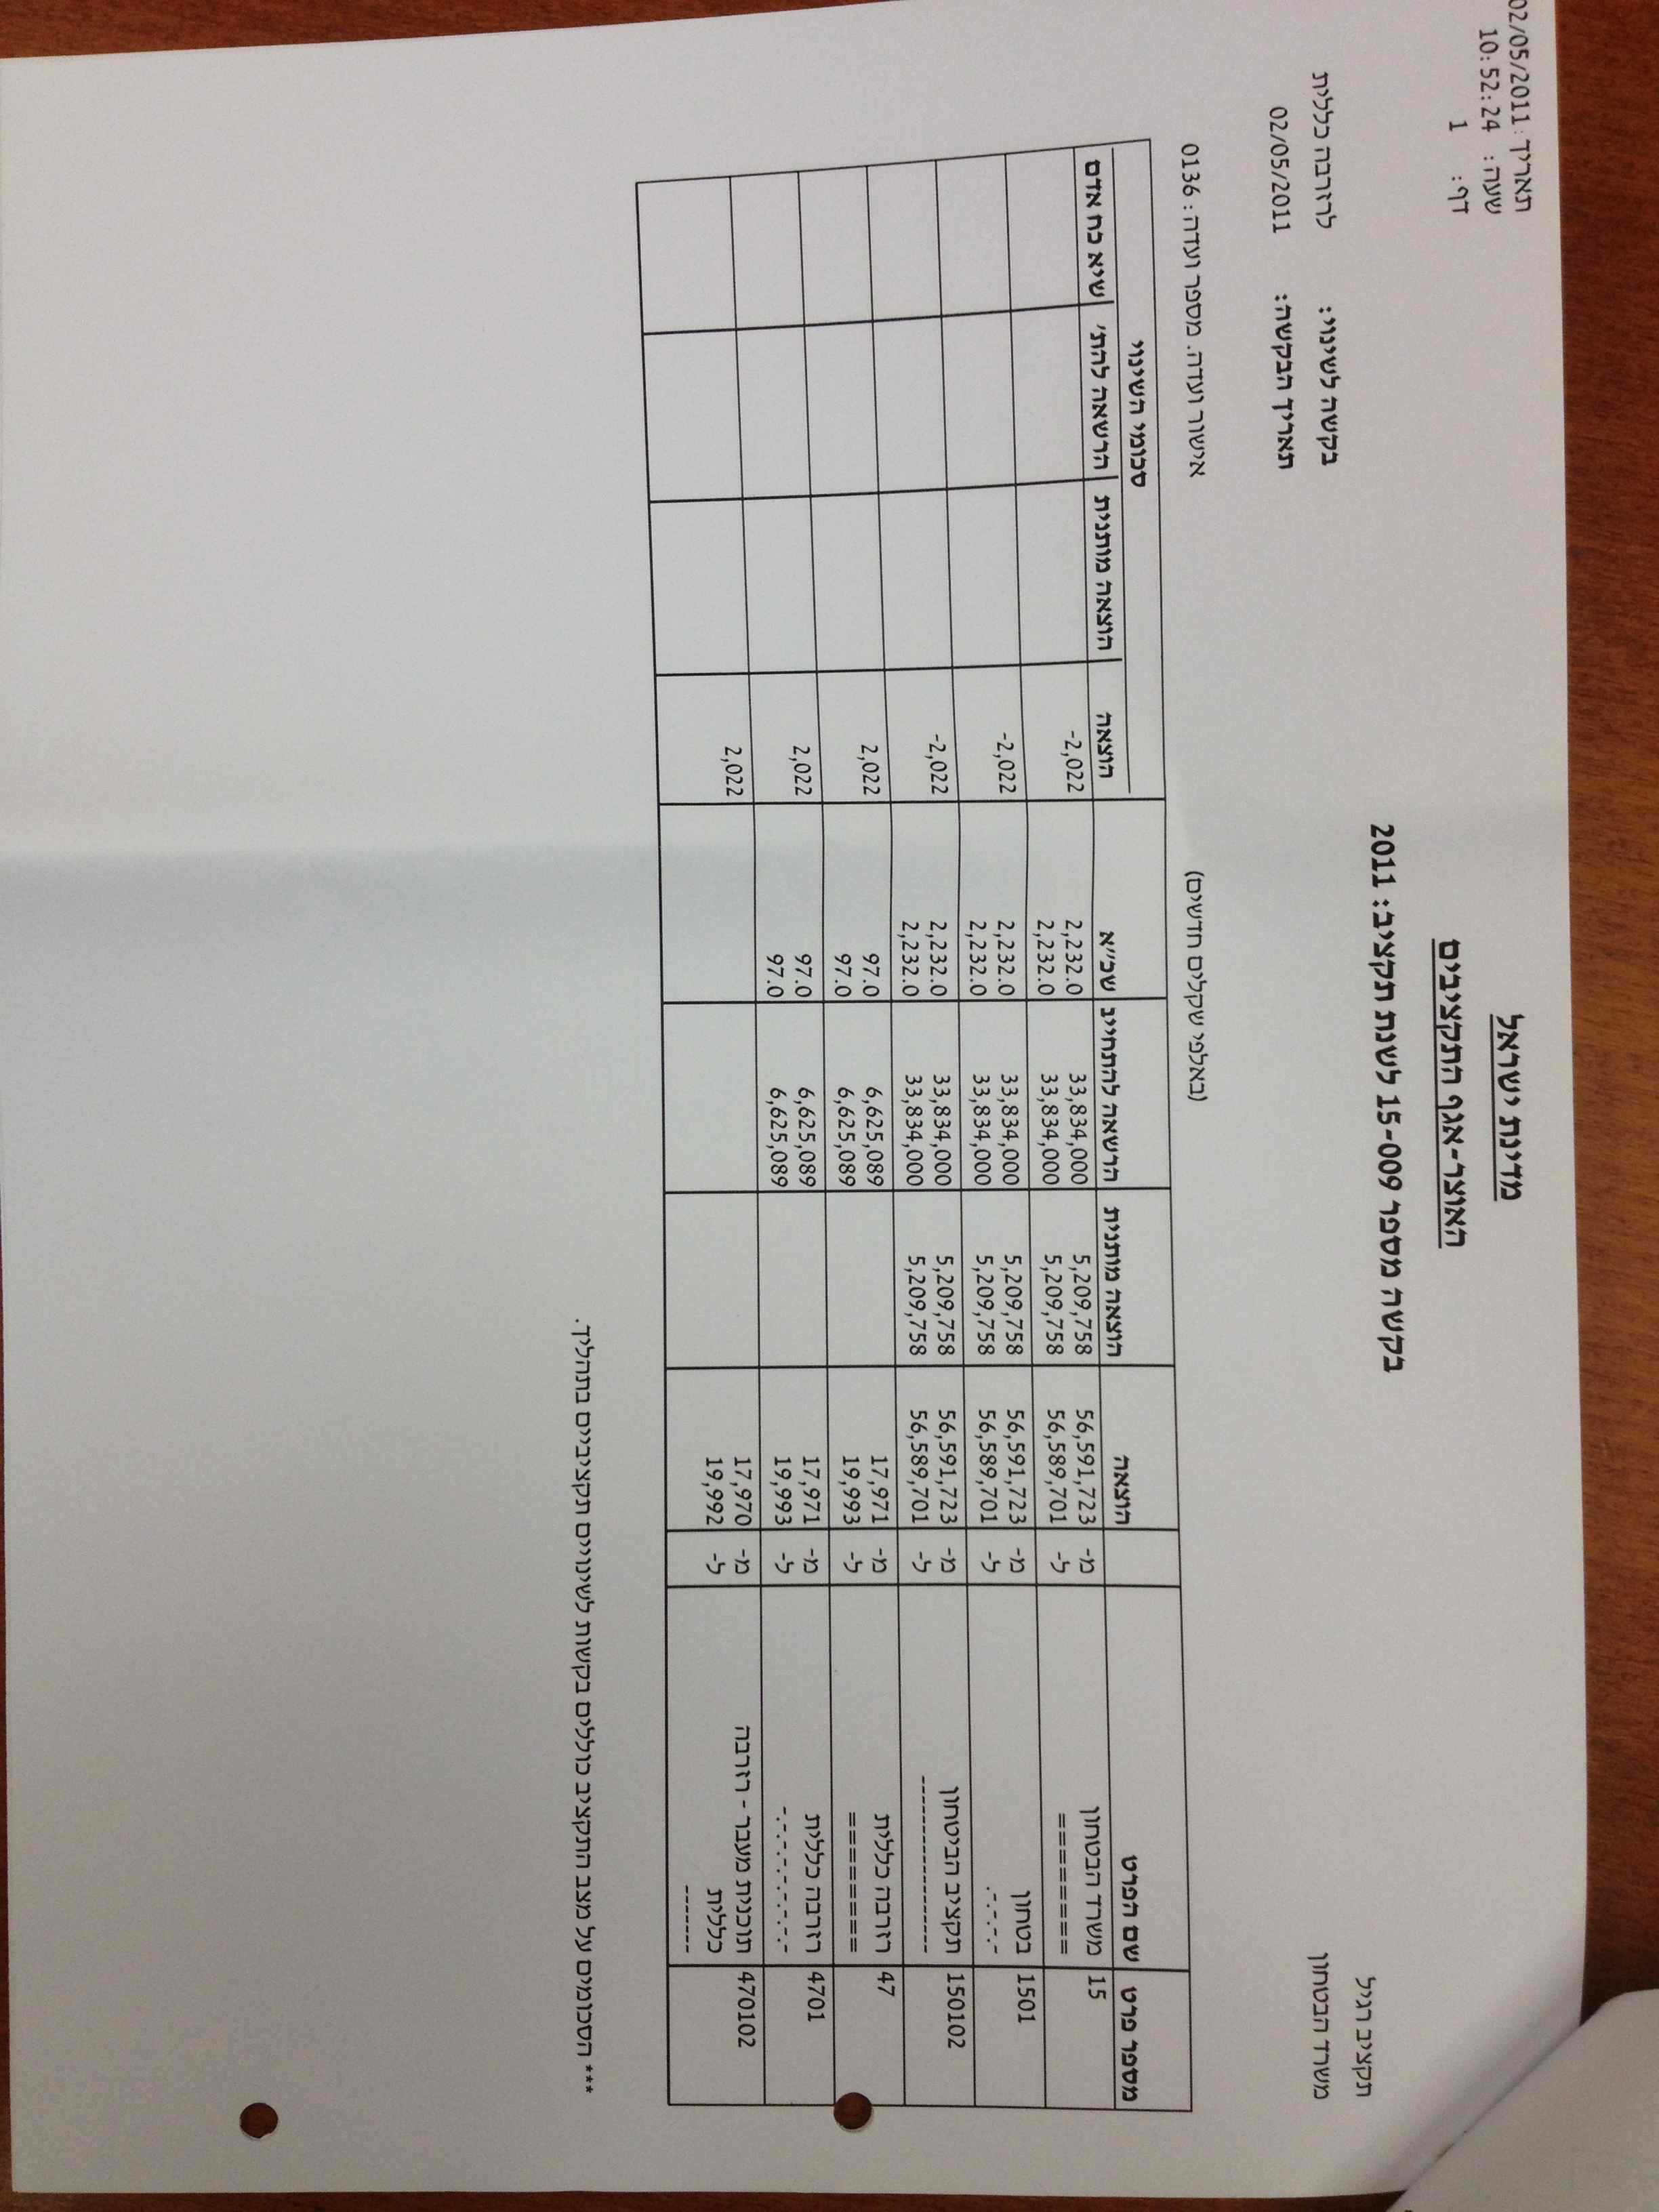 תאריך: 02/05/2011
שעה: 10:52:24
דף: 1
מדינת ישראל
האוצר-אגף התקציבים
בקשה מספר 15-009 לשנת תקציב: 2011
תקציב רגיל
משרד הבטחון
בקשה לשינוי: לרזרבה כללית
תאריך הבקשה: 02/05/2011
(באלפי שקלים חדשים)
אישור ועדה. מספר ועדה: 0136
סכומי השינוי
מספר פרט שם הפרט הוצאה הוצאה מותנית הרשאה להתחייב שכ״א הוצאה הוצאה מותנית הרשאה להת׳ שיא כח אדם
15 משרד הבטחון מ- 56,591,723 5,209,758 33,834,000 2,232.0 -2,022
======== ל- 56,589,701 5,209,758 33,834,000 2,232.0
1501 בטחון מ- 56,591,723 5,209,758 33,834,000 2,232.0 -2,022
-.-.-.-. ל- 56,589,701 5,209,758 33,834,000 2,232.0
150102 תקציב הביטחון מ- 56,591,723 5,209,758 33,834,000 2,232.0 -2,022
---------------- ל- 56,589,701 5,209,758 33,834,000 2,232.0
47 רזרבה כללית מ- 17,971 6,625,089 97.0 2,022
======== ל- 19,993 6,625,089 97.0
4701 רזרבה כללית מ- 17,971 6,625,089 97.0 2,022
-.-.-.-.-.-.-.- ל- 19,993 6,625,089 97.0
470102 תוכנית מעבר - רזרבה מ- 17,970 2,022
כללית ל- 19,992
-------
*** הסכומים על מצב התקציב כוללים בקשות לשינויים תקציביים בתהליך.